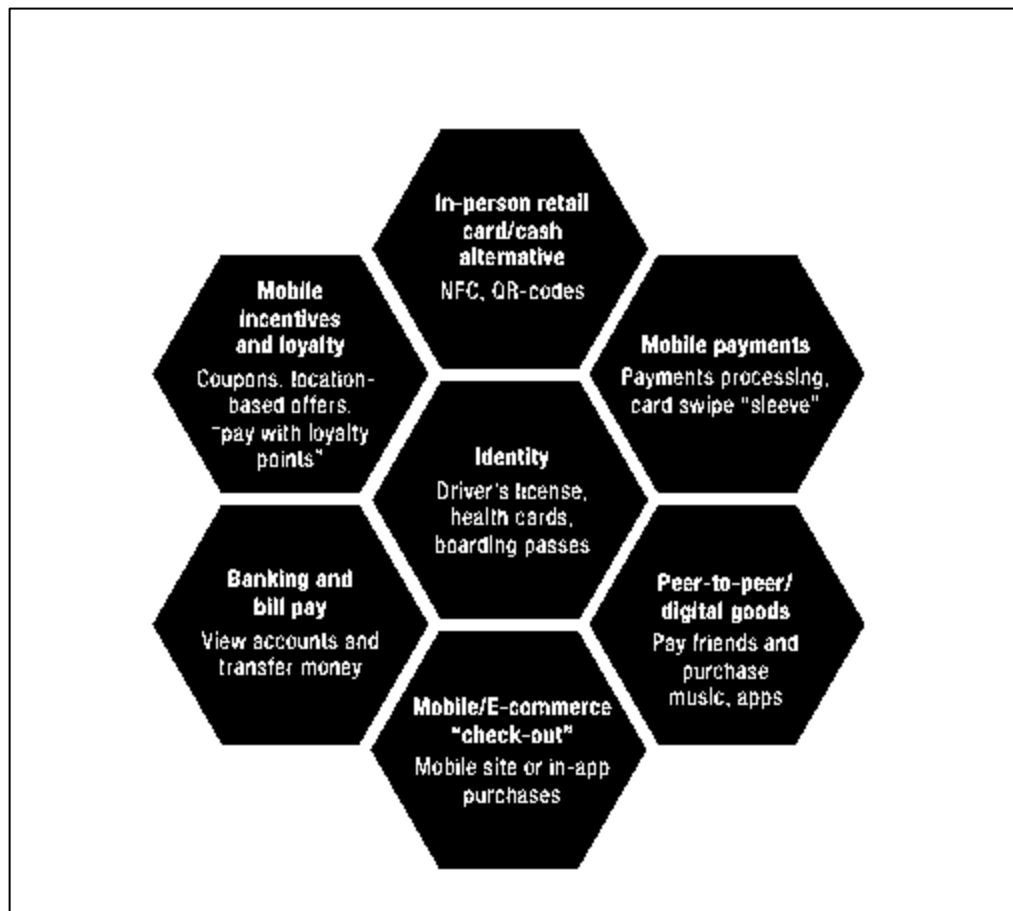 In-person retail
card/cash
alternative
NFC, QR-codes
Mobile
incentives
and loyalty
Coupons, location-
based offers,
"pay with loyalty
points"
Mobile payments
Payments processing,
card swipe "sleeve"
Identity
Driver's license,
health cards,
boarding passes
Banking and
bill pay
View accounts and
transfer money
Peer-to-peer/
digital goods
Pay friends and
purchase
music, apps
Mobile/E-commerce
"check-out"
Mobile site or in-app
purchases